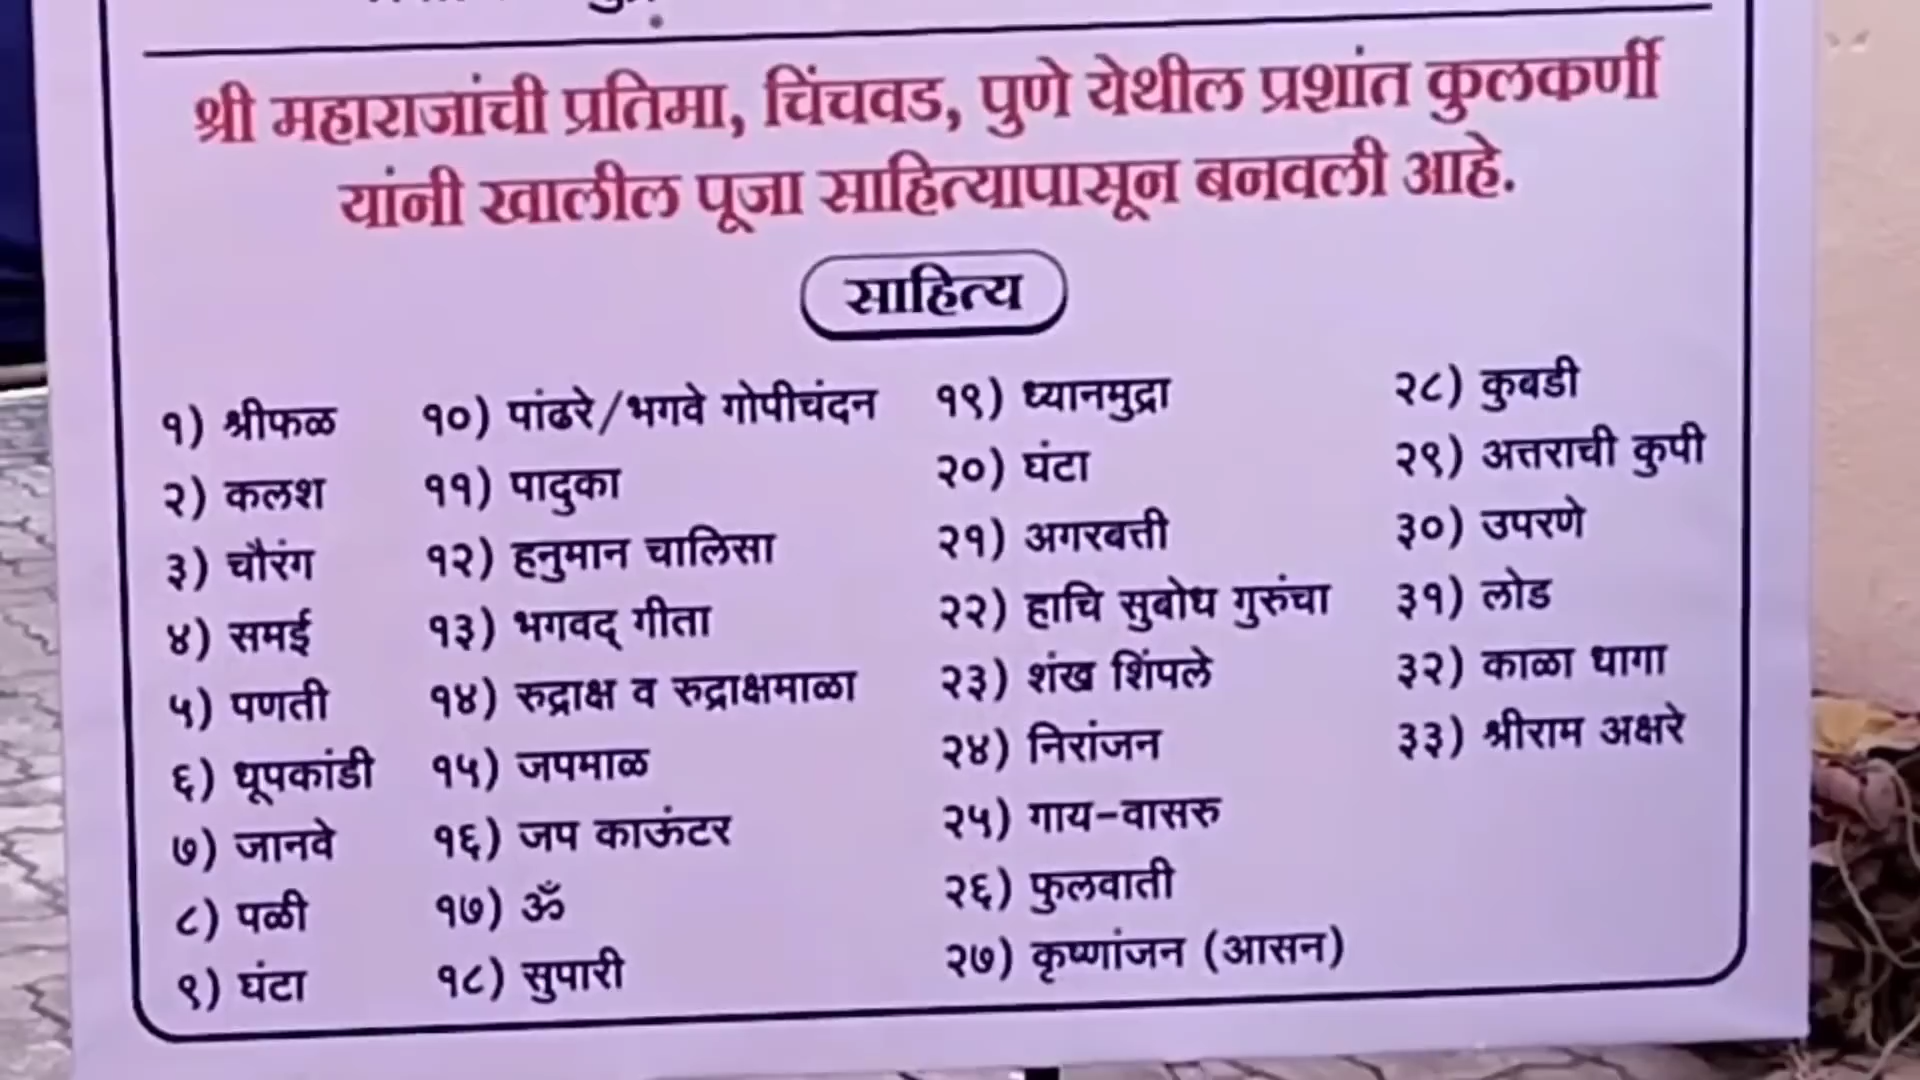 श्री महाराजांची प्रतिमा, चिंचवड, पुणे येथील प्रशांत कुलकर्णी
यांनी खालील पूजा साहित्यापासून बनवली आहे.
साहित्य
१) श्रीफळ
२) कलश
३) चौरंग
४) समई
५) पणती
६) धूपकांडी
७) जानवे
८) पळी
९) घंटा
१०) पांढरे/भगवे गोपीचंदन
११) पादुका
१२) हनुमान चालिसा
१३) भगवद् गीता
१४) रुद्राक्ष व रुद्राक्षमाळा
१५) जपमाळ
१६) जप काऊंटर
१७) ॐ
१८) सुपारी
१९) ध्यानमुद्रा
२०) घंटा
२१) अगरबत्ती
२२) हाचि सुबोध गुरुंचा
२३) शंख शिंपले
२४) निरांजन
२५) गाय-वासरु
२६) फुलवाती
२७) कृष्णांजन (आसन)
२८) कुबडी
२९) अत्तराची कुपी
३०) उपरणे
३१) लोड
३२) काळा धागा
३३) श्रीराम अक्षरे